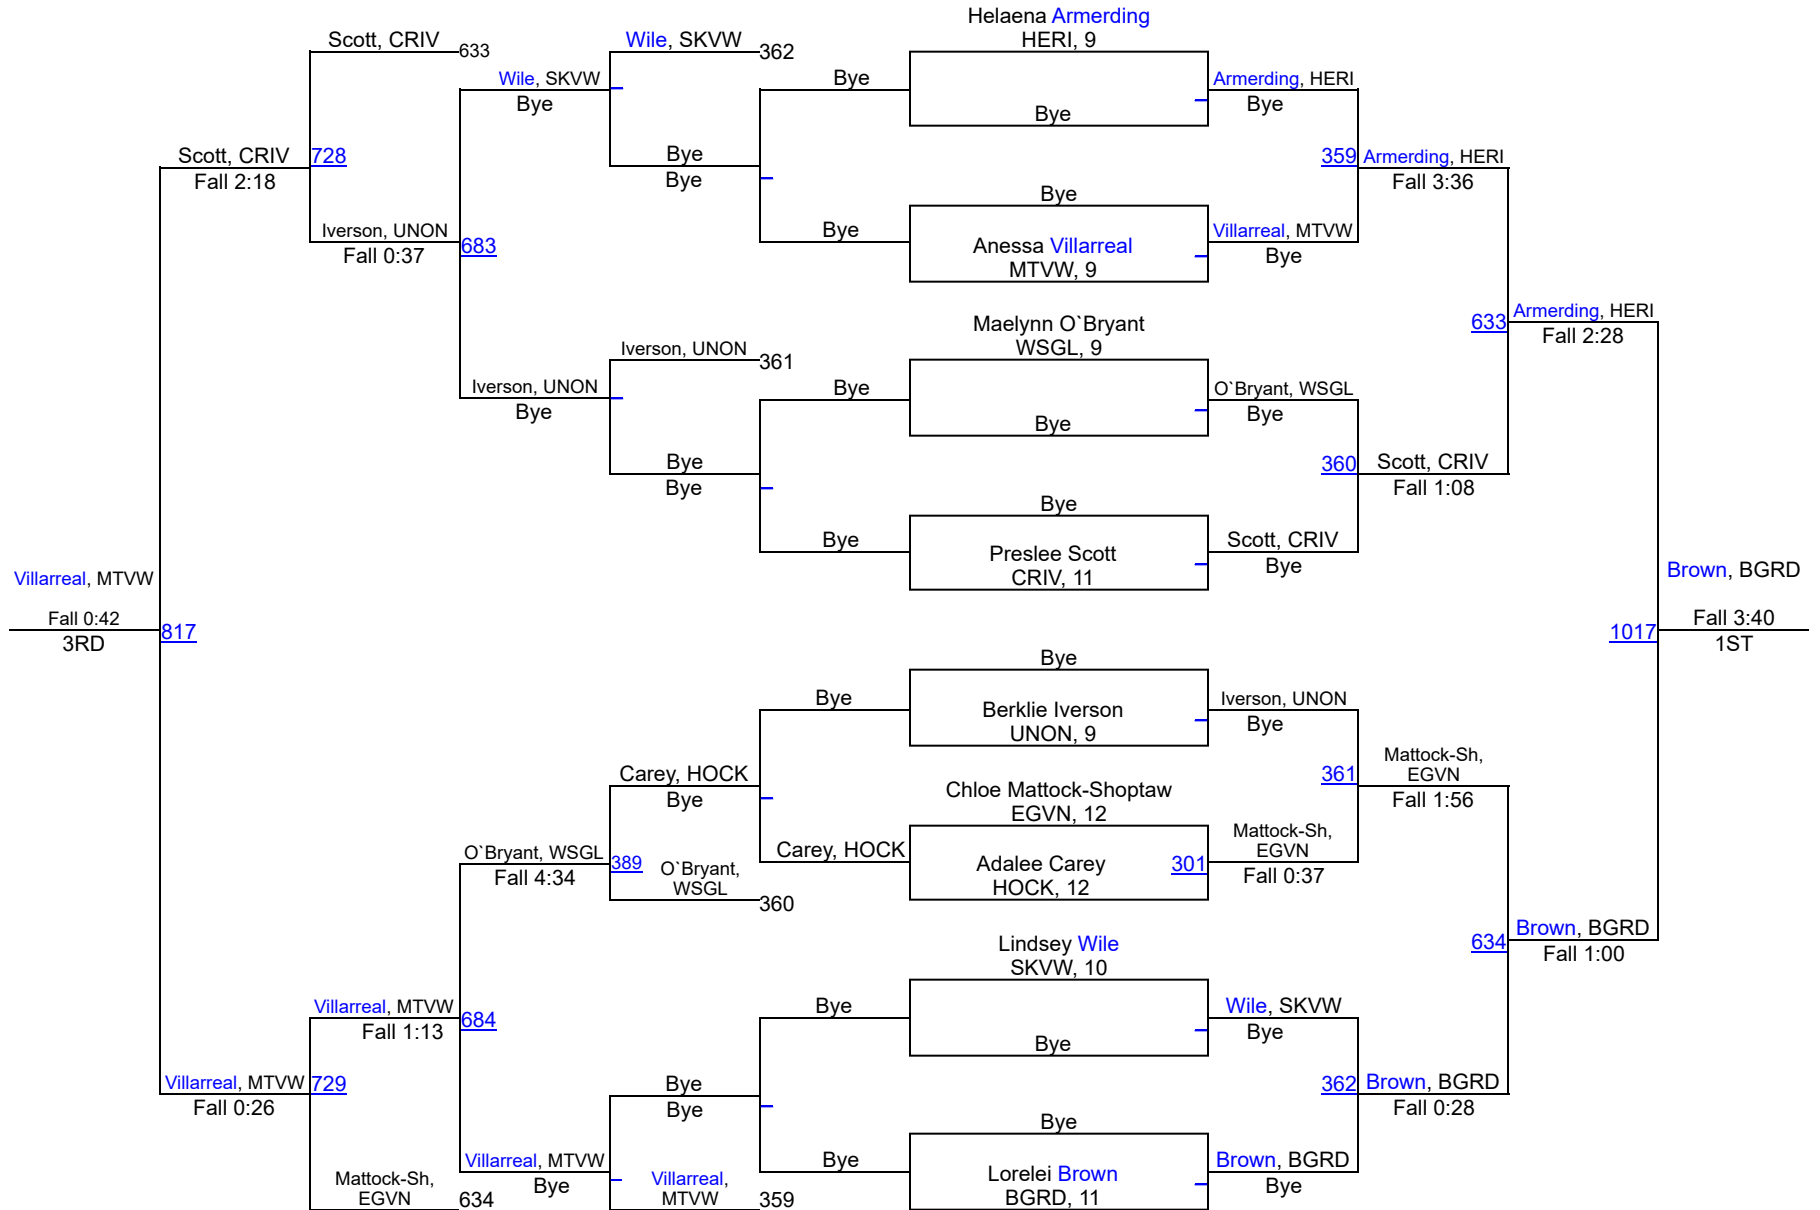 Helaena Armerding
HERI, 9
Scott, CRIV
633
Wile, SKVW
362
Wile, SKVW
Bye
Bye
Bye
Armerding, HERI
Bye
Scott, CRIV
728
Fall 2:18
Bye
Bye
359
Armerding, HERI
Fall 3:36
Iverson, UNON
683
Fall 0:37
Bye
Bye
Anessa Villarreal
MTVW, 9
Villarreal, MTVW
Bye
Maelynn O`Bryant
WSGL, 9
633
Armerding, HERI
Fall 2:28
Iverson, UNON
361
Iverson, UNON
Bye
Bye
Bye
O`Bryant, WSGL
Bye
Bye
Bye
360
Scott, CRIV
Fall 1:08
Bye
Bye
Preslee Scott
CRIV, 11
Scott, CRIV
Bye
Villarreal, MTVW
Fall 0:42
3RD
817
Brown, BGRD
1017
Fall 3:40
1ST
Bye
Bye
Berklie Iverson
UNON, 9
Iverson, UNON
Bye
Carey, HOCK
Bye
Chloe Mattock-Shoptaw
EGVN, 12
361
Mattock-Sh,
EGVN
Fall 1:56
O`Bryant, WSGL
389
Fall 4:34
O`Bryant,
WSGL
360
Carey, HOCK
Adalee Carey
HOCK, 12
301
Mattock-Sh,
EGVN
Fall 0:37
Lindsey Wile
SKVW, 10
634
Brown, BGRD
Fall 1:00
Villarreal, MTVW
684
Fall 1:13
Bye
Bye
Wile, SKVW
Bye
Villarreal, MTVW
729
Fall 0:26
Bye
Bye
362
Brown, BGRD
Fall 0:28
Bye
Villarreal, MTVW
Bye
Bye
Lorelei Brown
BGRD, 11
Brown, BGRD
Bye
Mattock-Sh,
EGVN
634
Villarreal,
MTVW
359